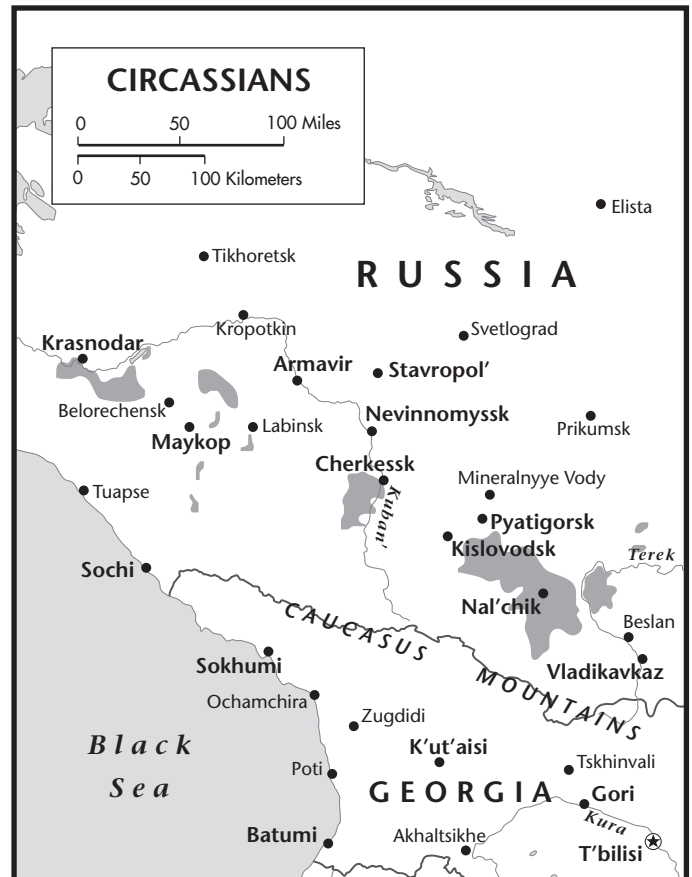 CIRCASSIANS
0 50 100 Miles
0 50 100 Kilometers
Elista
Tikhoretsk
RUSSIA
Kropotkin
Svetlograd
Krasnodar
Armavir
Stavropol’
Belorechensk
Nevinnomyssk
Labinsk
Prikumsk
Maykop
Cherkessk
Mineralnyye Vody
Tuapse
Kuban’
Pyatigorsk
Kislovodsk
Terek
Sochi
Nal’chik
CAUCASUS MOUNTAINS
Beslan
Sokhumi
Vladikavkaz
Ochamchira
Zugdidi
Black
Sea
K’ut’aisi
Poti
Tskhinvali
GEORGIA
Gori
Kura
Batumi
Akhaltsikhe
T’bilisi